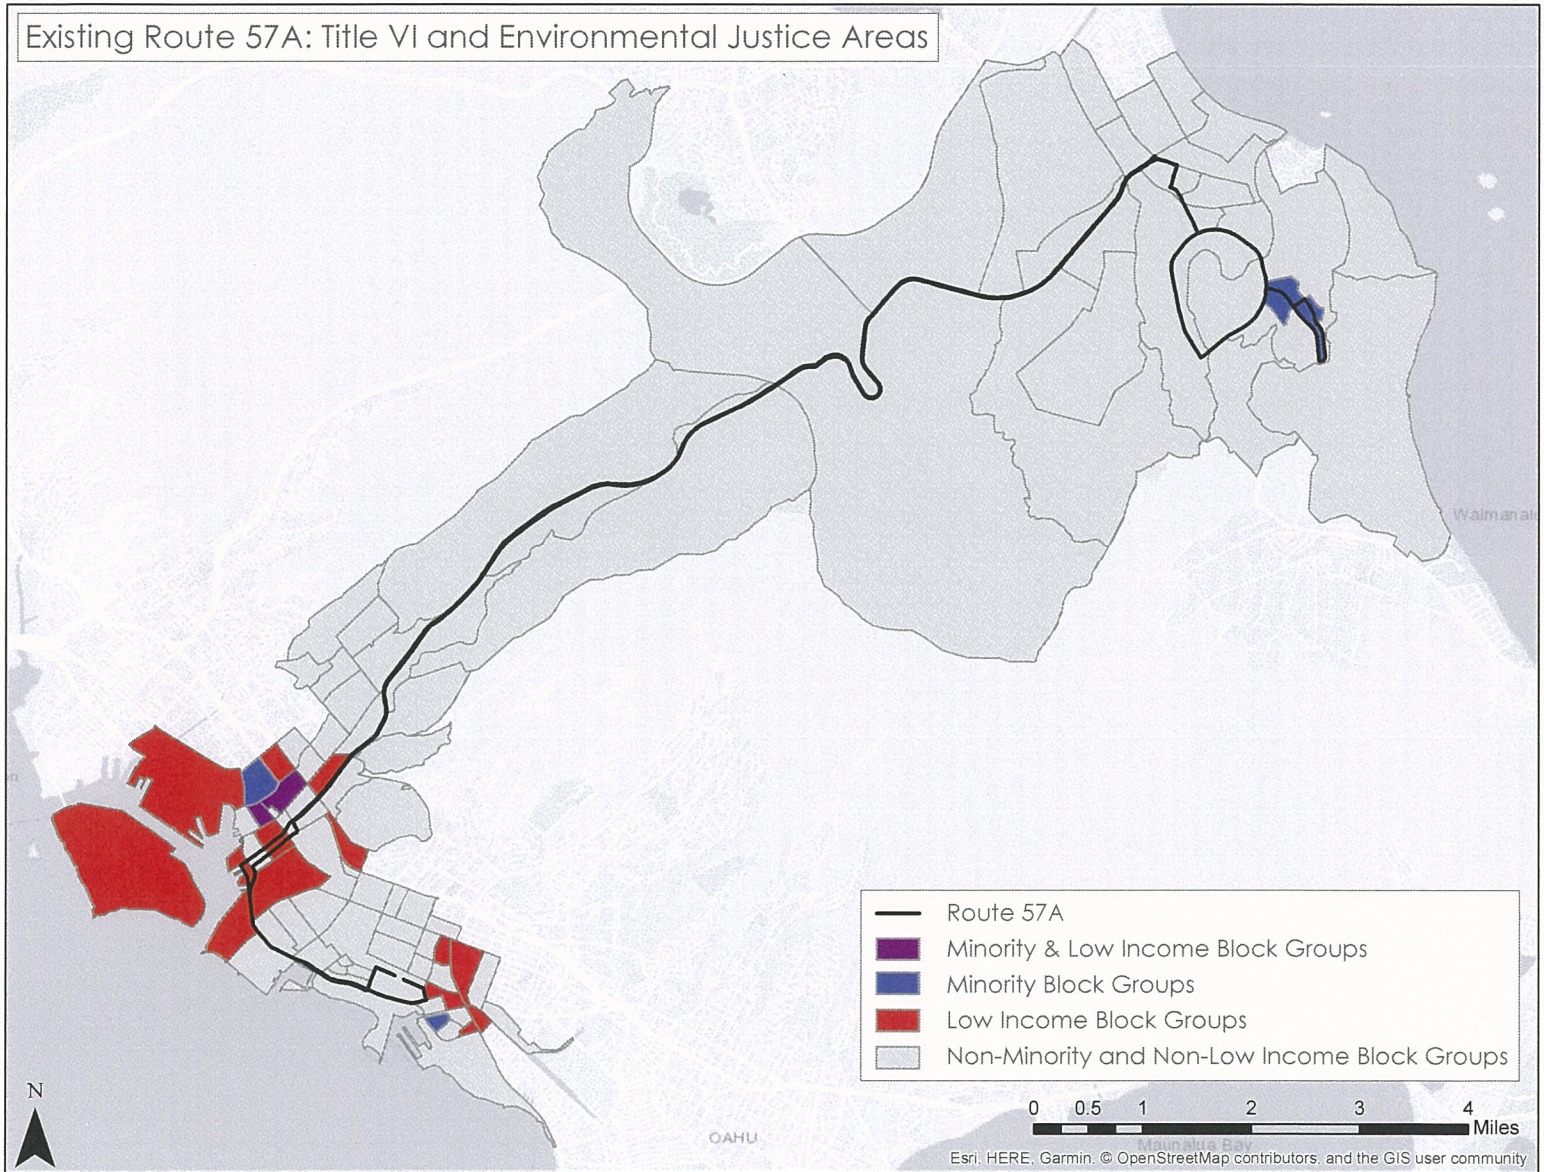 Existing Route 57A: Title VI and Environmental Justice Areas
Route 57A
Minority & Low Income Block Groups
Minority Block Groups
Low Income Block Groups
Non-Minority and Non-Low Income Block Groups
N
OAHU
Maunalua Bay
0 0.5 1 2 3 4
Miles
Esri, HERE, Garmin, © OpenStreetMap contributors, and the GIS user community